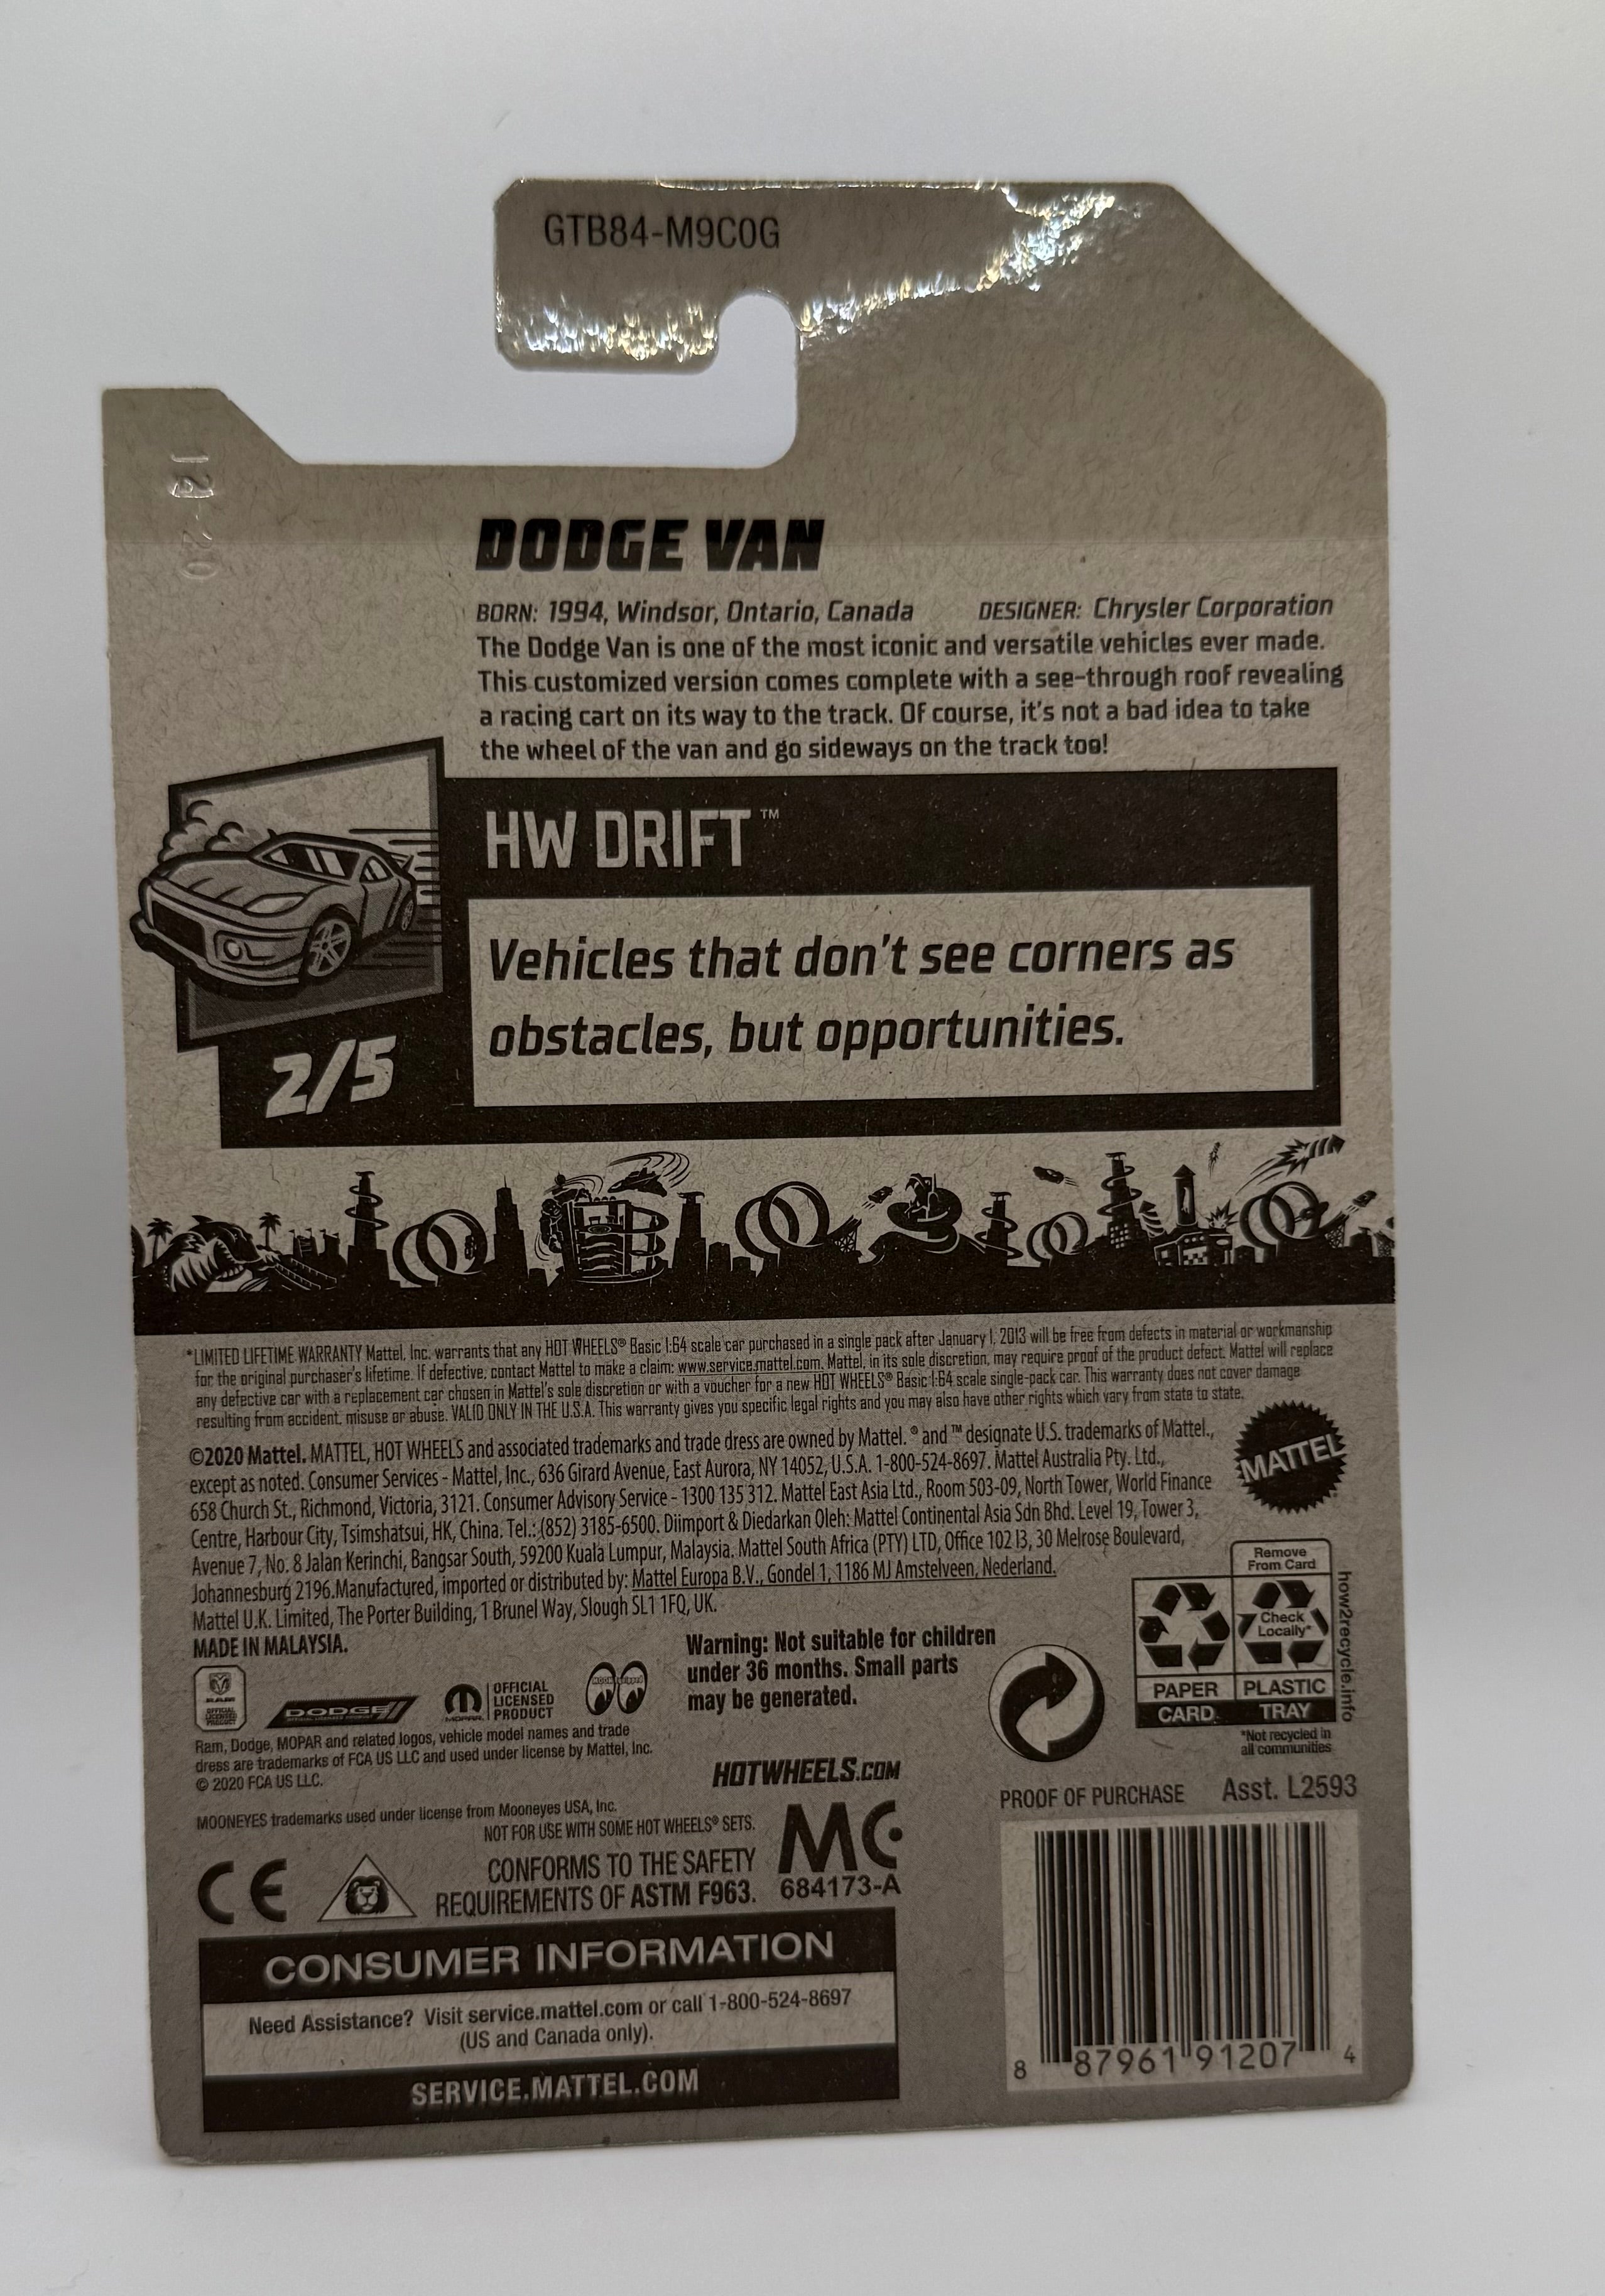 GTB84-M9C0G
12-20
DODGE VAN
BORN: 1994, Windsor, Ontario, Canada DESIGNER: Chrysler Corporation
The Dodge Van is one of the most iconic and versatile vehicles ever made.
This customized version comes complete with a see-through roof revealing
a racing cart on its way to the track. Of course, it's not a bad idea to take
the wheel of the van and go sideways on the track too!
HW DRIFT™
Vehicles that don't see corners as
obstacles, but opportunities.
2/5
*LIMITED LIFETIME WARRANTY Mattel, Inc. warrants that any HOT WHEELS® Basic 1:64 scale car purchased in a single pack after January 1, 2013 will be free from defects in material or workmanship
for the original purchaser's lifetime. If defective, contact Mattel to make a claim: www.service.mattel.com. Mattel, in its sole discretion, may require proof of the product defect. Mattel will replace
any defective car with a replacement car chosen in Mattel's sole discretion or with a voucher for a new HOT WHEELS® Basic 1:64 scale single-pack car. This warranty does not cover damage
resulting from accident, misuse or abuse. VALID ONLY IN THE U.S.A. This warranty gives you specific legal rights and you may also have other rights which vary from state to state.
©2020 Mattel. MATTEL, HOT WHEELS and associated trademarks and trade dress are owned by Mattel. ® and ™ designate U.S. trademarks of Mattel.,
except as noted. Consumer Services - Mattel, Inc., 636 Girard Avenue, East Aurora, NY 14052, U.S.A. 1-800-524-8697. Mattel Australia Pty. Ltd.,
658 Church St., Richmond, Victoria, 3121. Consumer Advisory Service - 1300 135 312. Mattel East Asia Ltd., Room 503-09, North Tower, World Finance
Centre, Harbour City, Tsimshatsui, HK, China. Tel.: (852) 3185-6500. Diimport & Diedarkan Oleh: Mattel Continental Asia Sdn Bhd. Level 19, Tower 3,
Avenue 7, No. 8 Jalan Kerinchi, Bangsar South, 59200 Kuala Lumpur, Malaysia. Mattel South Africa (PTY) LTD, Office 102 I3, 30 Melrose Boulevard,
Johannesburg 2196.Manufactured, imported or distributed by: Mattel Europa B.V., Gondel 1, 1186 MJ Amstelveen, Nederland.
Mattel U.K. Limited, The Porter Building, 1 Brunel Way, Slough SL1 1FQ, UK.
MADE IN MALAYSIA.
MATTEL
Remove
From Card
Check
Locally*
PAPER PLASTIC
CARD TRAY
how2recycle.info
*Not recycled in
all communities
Warning: Not suitable for children
under 36 months. Small parts
may be generated.
RAM
OFFICIAL
LICENSED
PRODUCT
DODGE
MOPAR
OFFICIAL
LICENSED
PRODUCT
MOON
Ram, Dodge, MOPAR and related logos, vehicle model names and trade
dress are trademarks of FCA US LLC and used under license by Mattel, Inc.
© 2020 FCA US LLC.
HOTWHEELS.COM
MOONEYES trademarks used under license from Mooneyes USA, Inc.
NOT FOR USE WITH SOME HOT WHEELS® SETS.
CE
CONFORMS TO THE SAFETY
REQUIREMENTS OF ASTM F963.
MC
684173-A
PROOF OF PURCHASE Asst. L2593
CONSUMER INFORMATION
Need Assistance? Visit service.mattel.com or call 1-800-524-8697
(US and Canada only).
SERVICE.MATTEL.COM
8 87961 91207 4